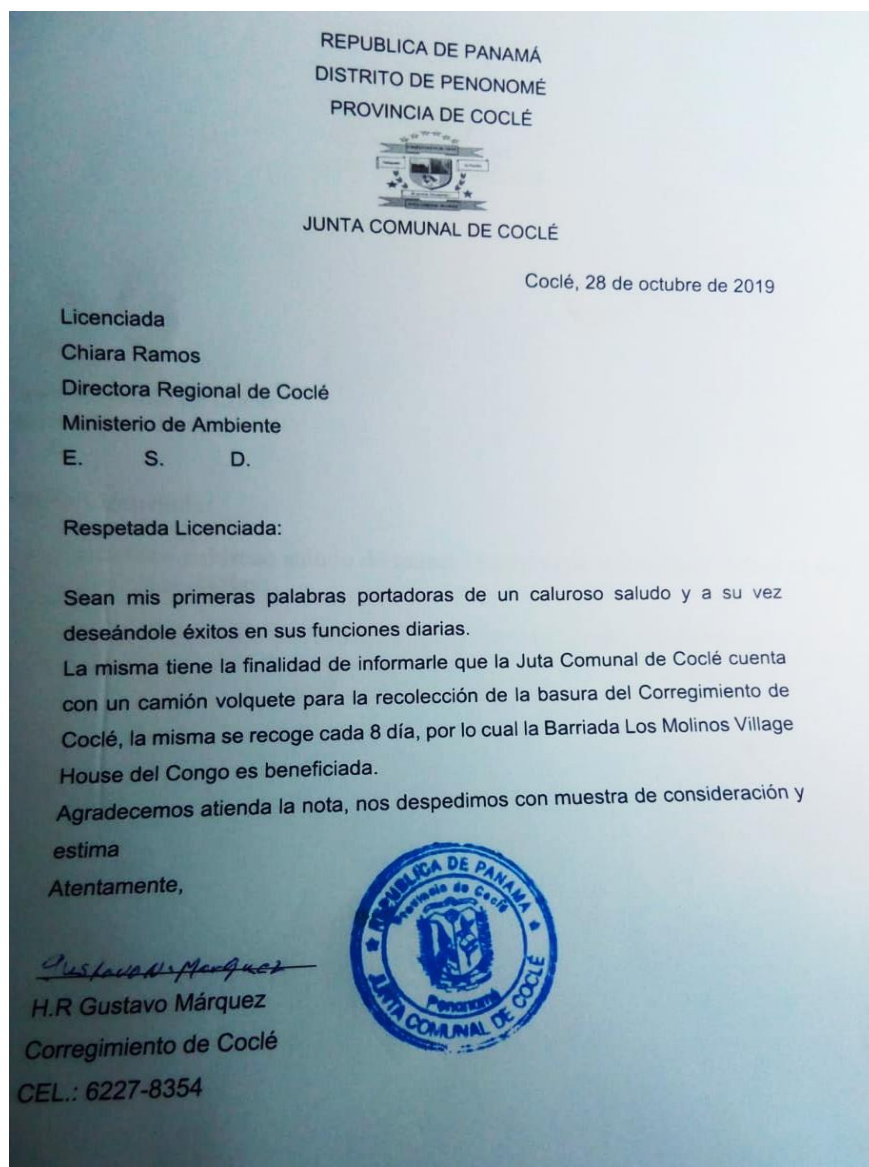 REPUBLICA DE PANAMÁ
DISTRITO DE PENONOMÉ
PROVINCIA DE COCLÉ
JUNTA COMUNAL DE COCLÉ
Coclé, 28 de octubre de 2019
Licenciada
Chiara Ramos
Directora Regional de Coclé
Ministerio de Ambiente
E. S. D.
Respetada Licenciada:
Sean mis primeras palabras portadoras de un caluroso saludo y a su vez
deseándole éxitos en sus funciones diarias.
La misma tiene la finalidad de informarle que la Juta Comunal de Coclé cuenta
con un camión volquete para la recolección de la basura del Corregimiento de
Coclé, la misma se recoge cada 8 día, por lo cual la Barriada Los Molinos Village
House del Congo es beneficiada.
Agradecemos atienda la nota, nos despedimos con muestra de consideración y
estima
Atentamente,
REPUBLICA DE PANAMA
Provincia de Coclé
Penonomé
JUNTA COMUNAL DE COCLÉ
Gustavo N. Marquez
H.R Gustavo Márquez
Corregimiento de Coclé
CEL.: 6227-8354